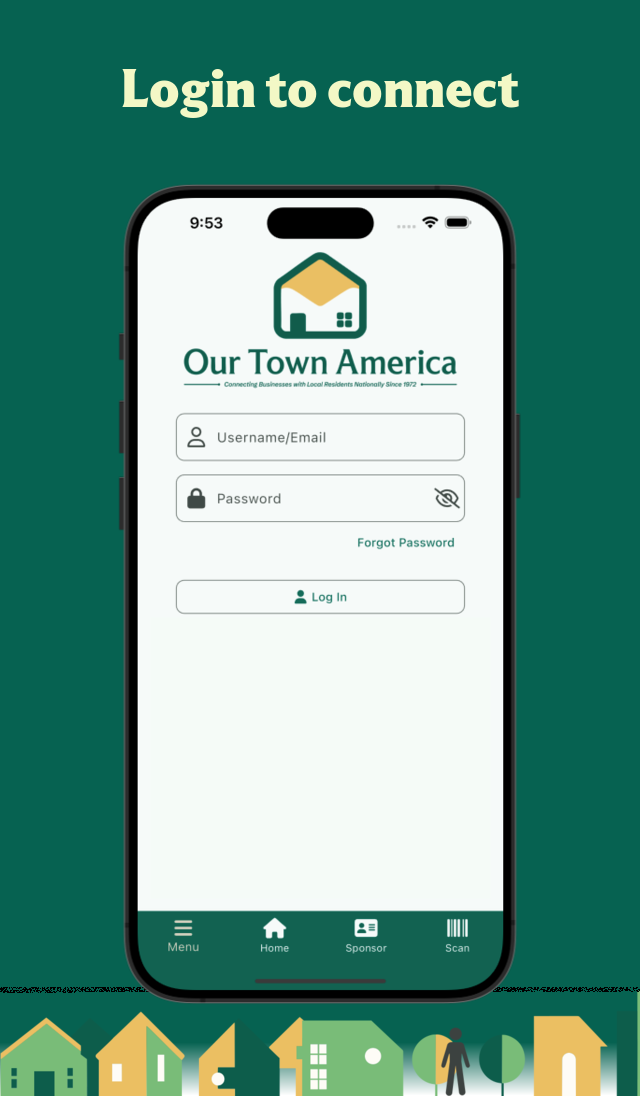 Login to connect
9:53
Our Town America
Connecting Businesses with Local Residents Nationally Since 1972
Username/Email
Password
Forgot Password
Log In
Menu Home Sponsor Scan